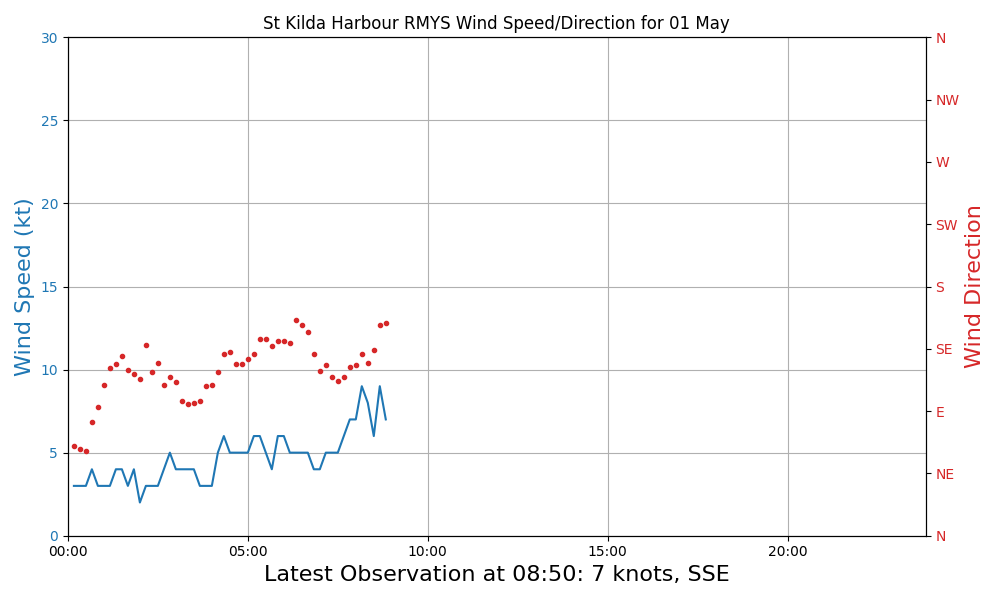 St Kilda Harbour RMYS Wind Speed/Direction for 01 May
30
25
20
15
10
5
0
Wind Speed (kt)
N
NW
W
SW
S
SE
E
NE
N
Wind Direction
00:00 05:00 10:00 15:00 20:00
Latest Observation at 08:50: 7 knots, SSE